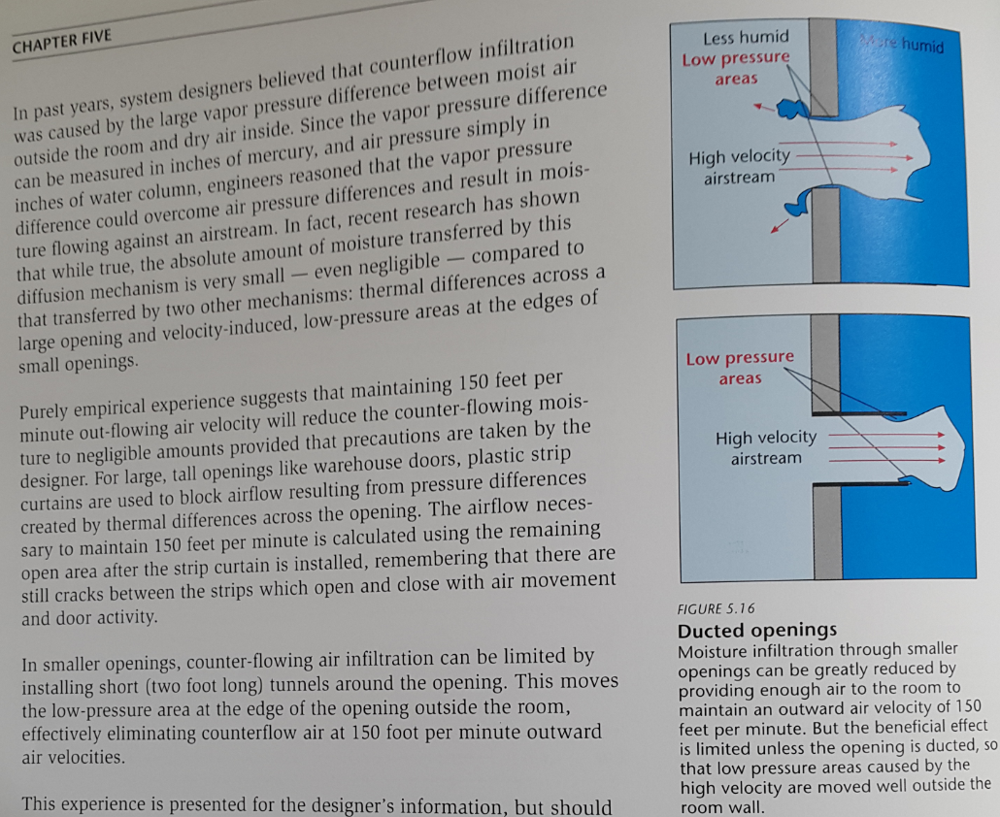 CHAPTER FIVE
In past years, system designers believed that counterflow infiltration
was caused by the large vapor pressure difference between moist air
outside the room and dry air inside. Since the vapor pressure difference
can be measured in inches of mercury, and air pressure simply in
inches of water column, engineers reasoned that the vapor pressure
difference could overcome air pressure differences and result in mois-
ture flowing against an airstream. In fact, recent research has shown
that while true, the absolute amount of moisture transferred by this
diffusion mechanism is very small — even negligible — compared to
that transferred by two other mechanisms: thermal differences across a
large opening and velocity-induced, low-pressure areas at the edges of
small openings.
Purely empirical experience suggests that maintaining 150 feet per
minute out-flowing air velocity will reduce the counter-flowing mois-
ture to negligible amounts provided that precautions are taken by the
designer. For large, tall openings like warehouse doors, plastic strip
curtains are used to block airflow resulting from pressure differences
created by thermal differences across the opening. The airflow neces-
sary to maintain 150 feet per minute is calculated using the remaining
open area after the strip curtain is installed, remembering that there are
still cracks between the strips which open and close with air movement
and door activity.
In smaller openings, counter-flowing air infiltration can be limited by
installing short (two foot long) tunnels around the opening. This moves
the low-pressure area at the edge of the opening outside the room,
effectively eliminating counterflow air at 150 foot per minute outward
air velocities.
This experience is presented for the designer's information, but should
Less humid
More humid
Low pressure
areas
High velocity
airstream
Low pressure
areas
High velocity
airstream
FIGURE 5.16
Ducted openings
Moisture infiltration through smaller
openings can be greatly reduced by
providing enough air to the room to
maintain an outward air velocity of 150
feet per minute. But the beneficial effect
is limited unless the opening is ducted, so
that low pressure areas caused by the
high velocity are moved well outside the
room wall.